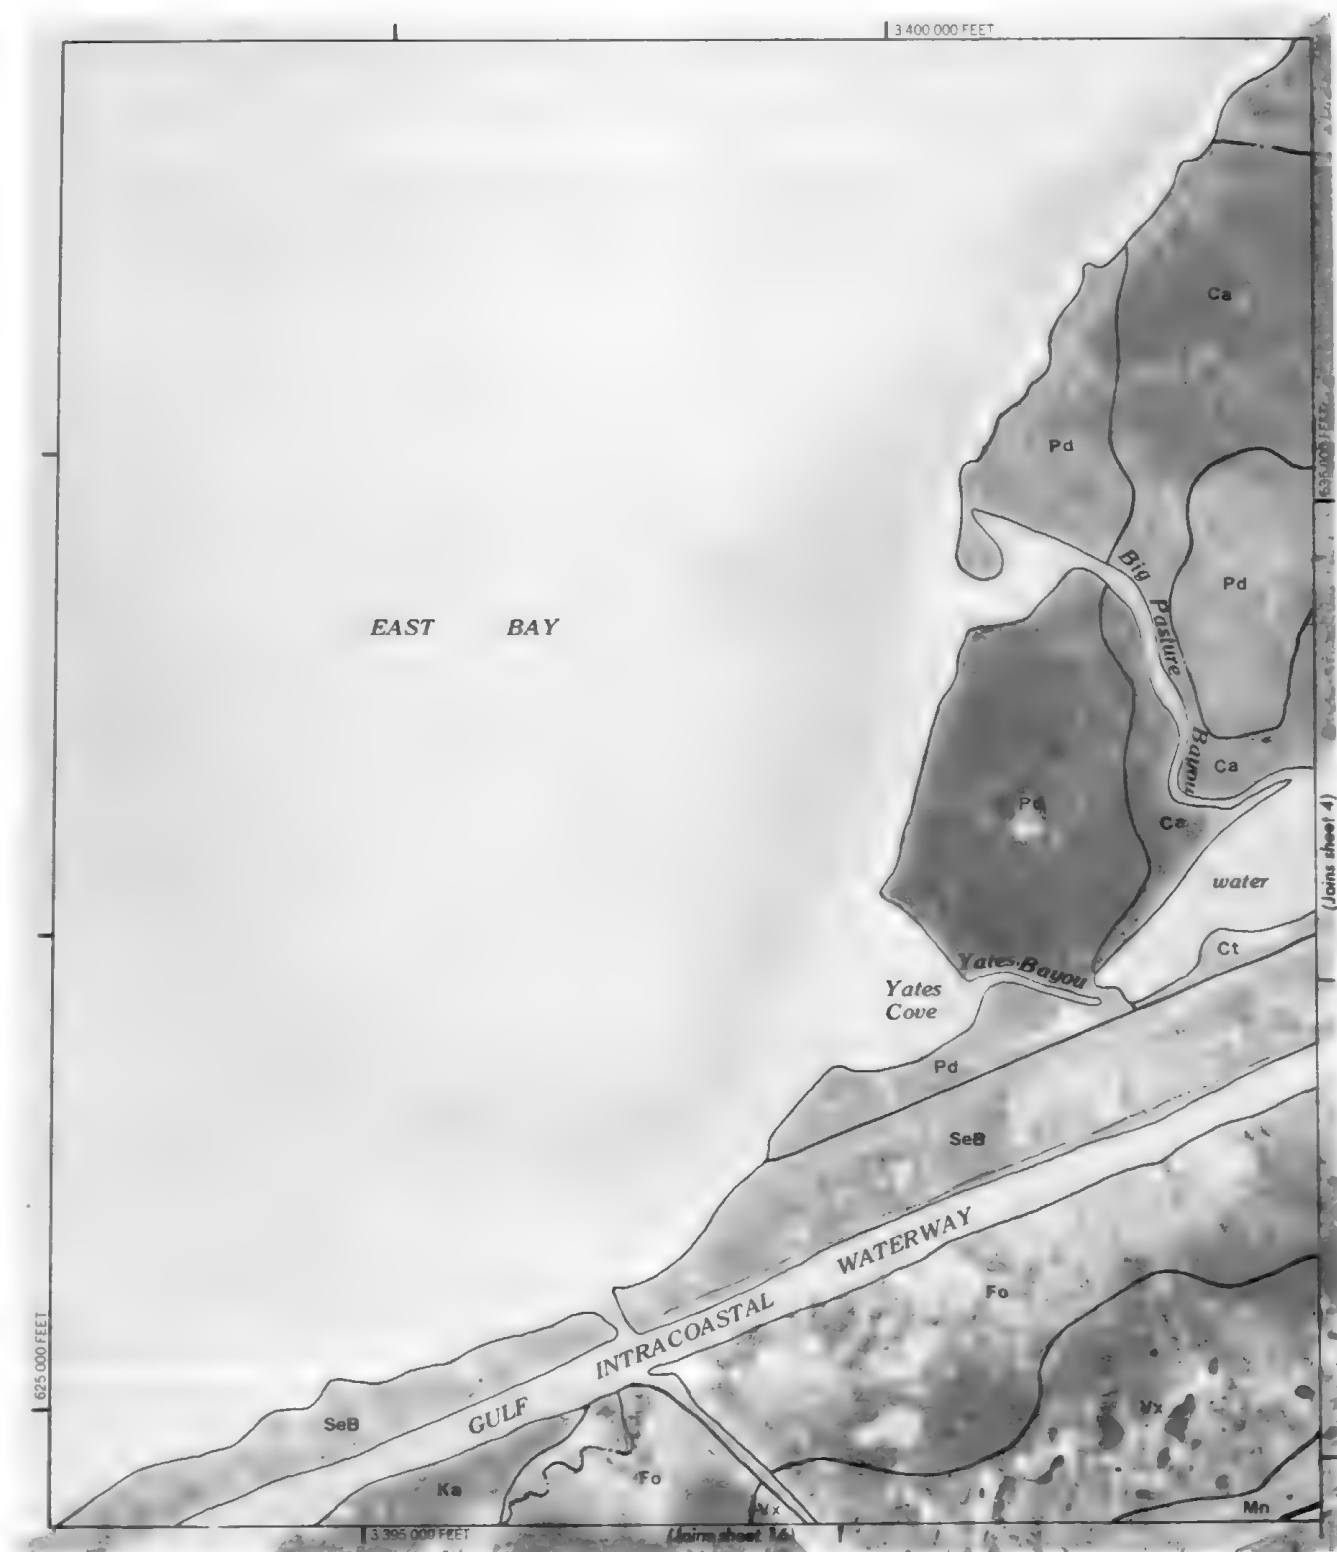 3 400 000 FEET
Ca
Pd
635 000 FEET
Big Pasture Bayou
Pd
EAST BAY
Ca
Pd
Ca
(Joins sheet 4)
water
Ct
Yates Bayou
Yates
Cove
Pd
SeB
GULF INTRACOASTAL WATERWAY
Fo
625 000 FEET
SeB
Vx
Ka
Fo
Vx
Mn
3 395 000 FEET
(Joins sheet 16)